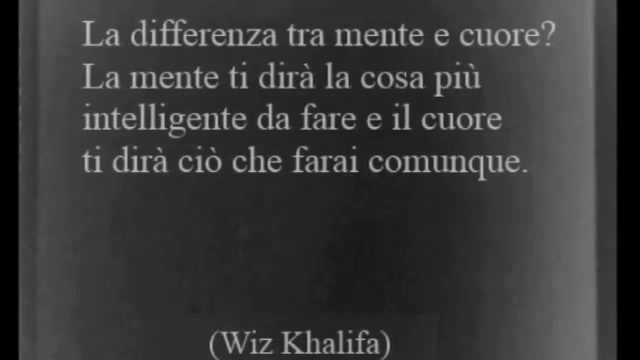 La differenza tra mente e cuore?
La mente ti dirà la cosa più
intelligente da fare e il cuore
ti dirà ciò che farai comunque.
(Wiz Khalifa)